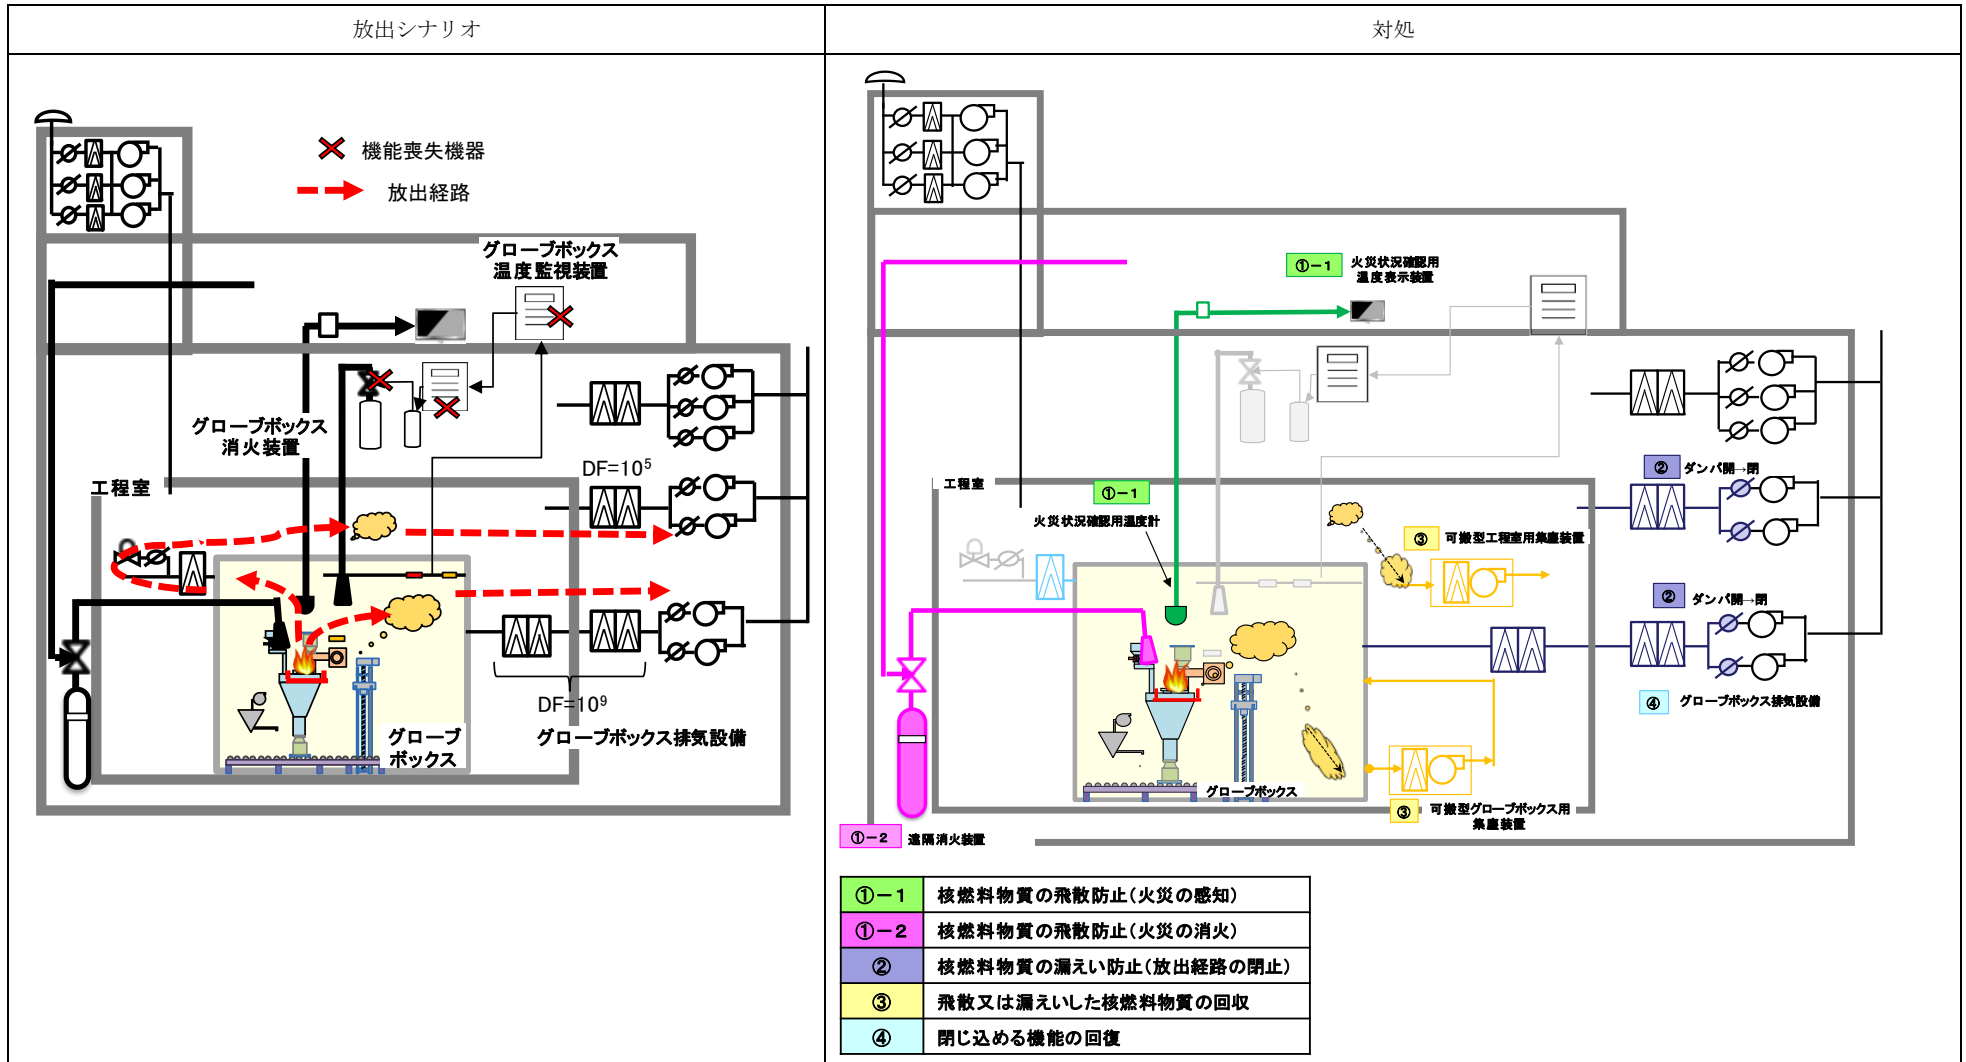 放出シナリオ
対処
機能喪失機器
放出経路
グローブボックス
温度監視装置
グローブボックス
消火装置
工程室
DF=10⁵
DF=10⁹
グローブ
ボックス
グローブボックス排気設備
①－1
火災状況確認用
温度表示装置
工程室
①－1
火災状況確認用温度計
②
ダンパ開→閉
③
可搬型工程室用集塵装置
②
ダンパ開→閉
④
グローブボックス排気設備
グローブボックス
③
可搬型グローブボックス用
集塵装置
①－2
遠隔消火装置
①－1 核燃料物質の飛散防止（火災の感知）
①－2 核燃料物質の飛散防止（火災の消火）
② 核燃料物質の漏えい防止（放出経路の閉止）
③ 飛散又は漏えいした核燃料物質の回収
④ 閉じ込める機能の回復